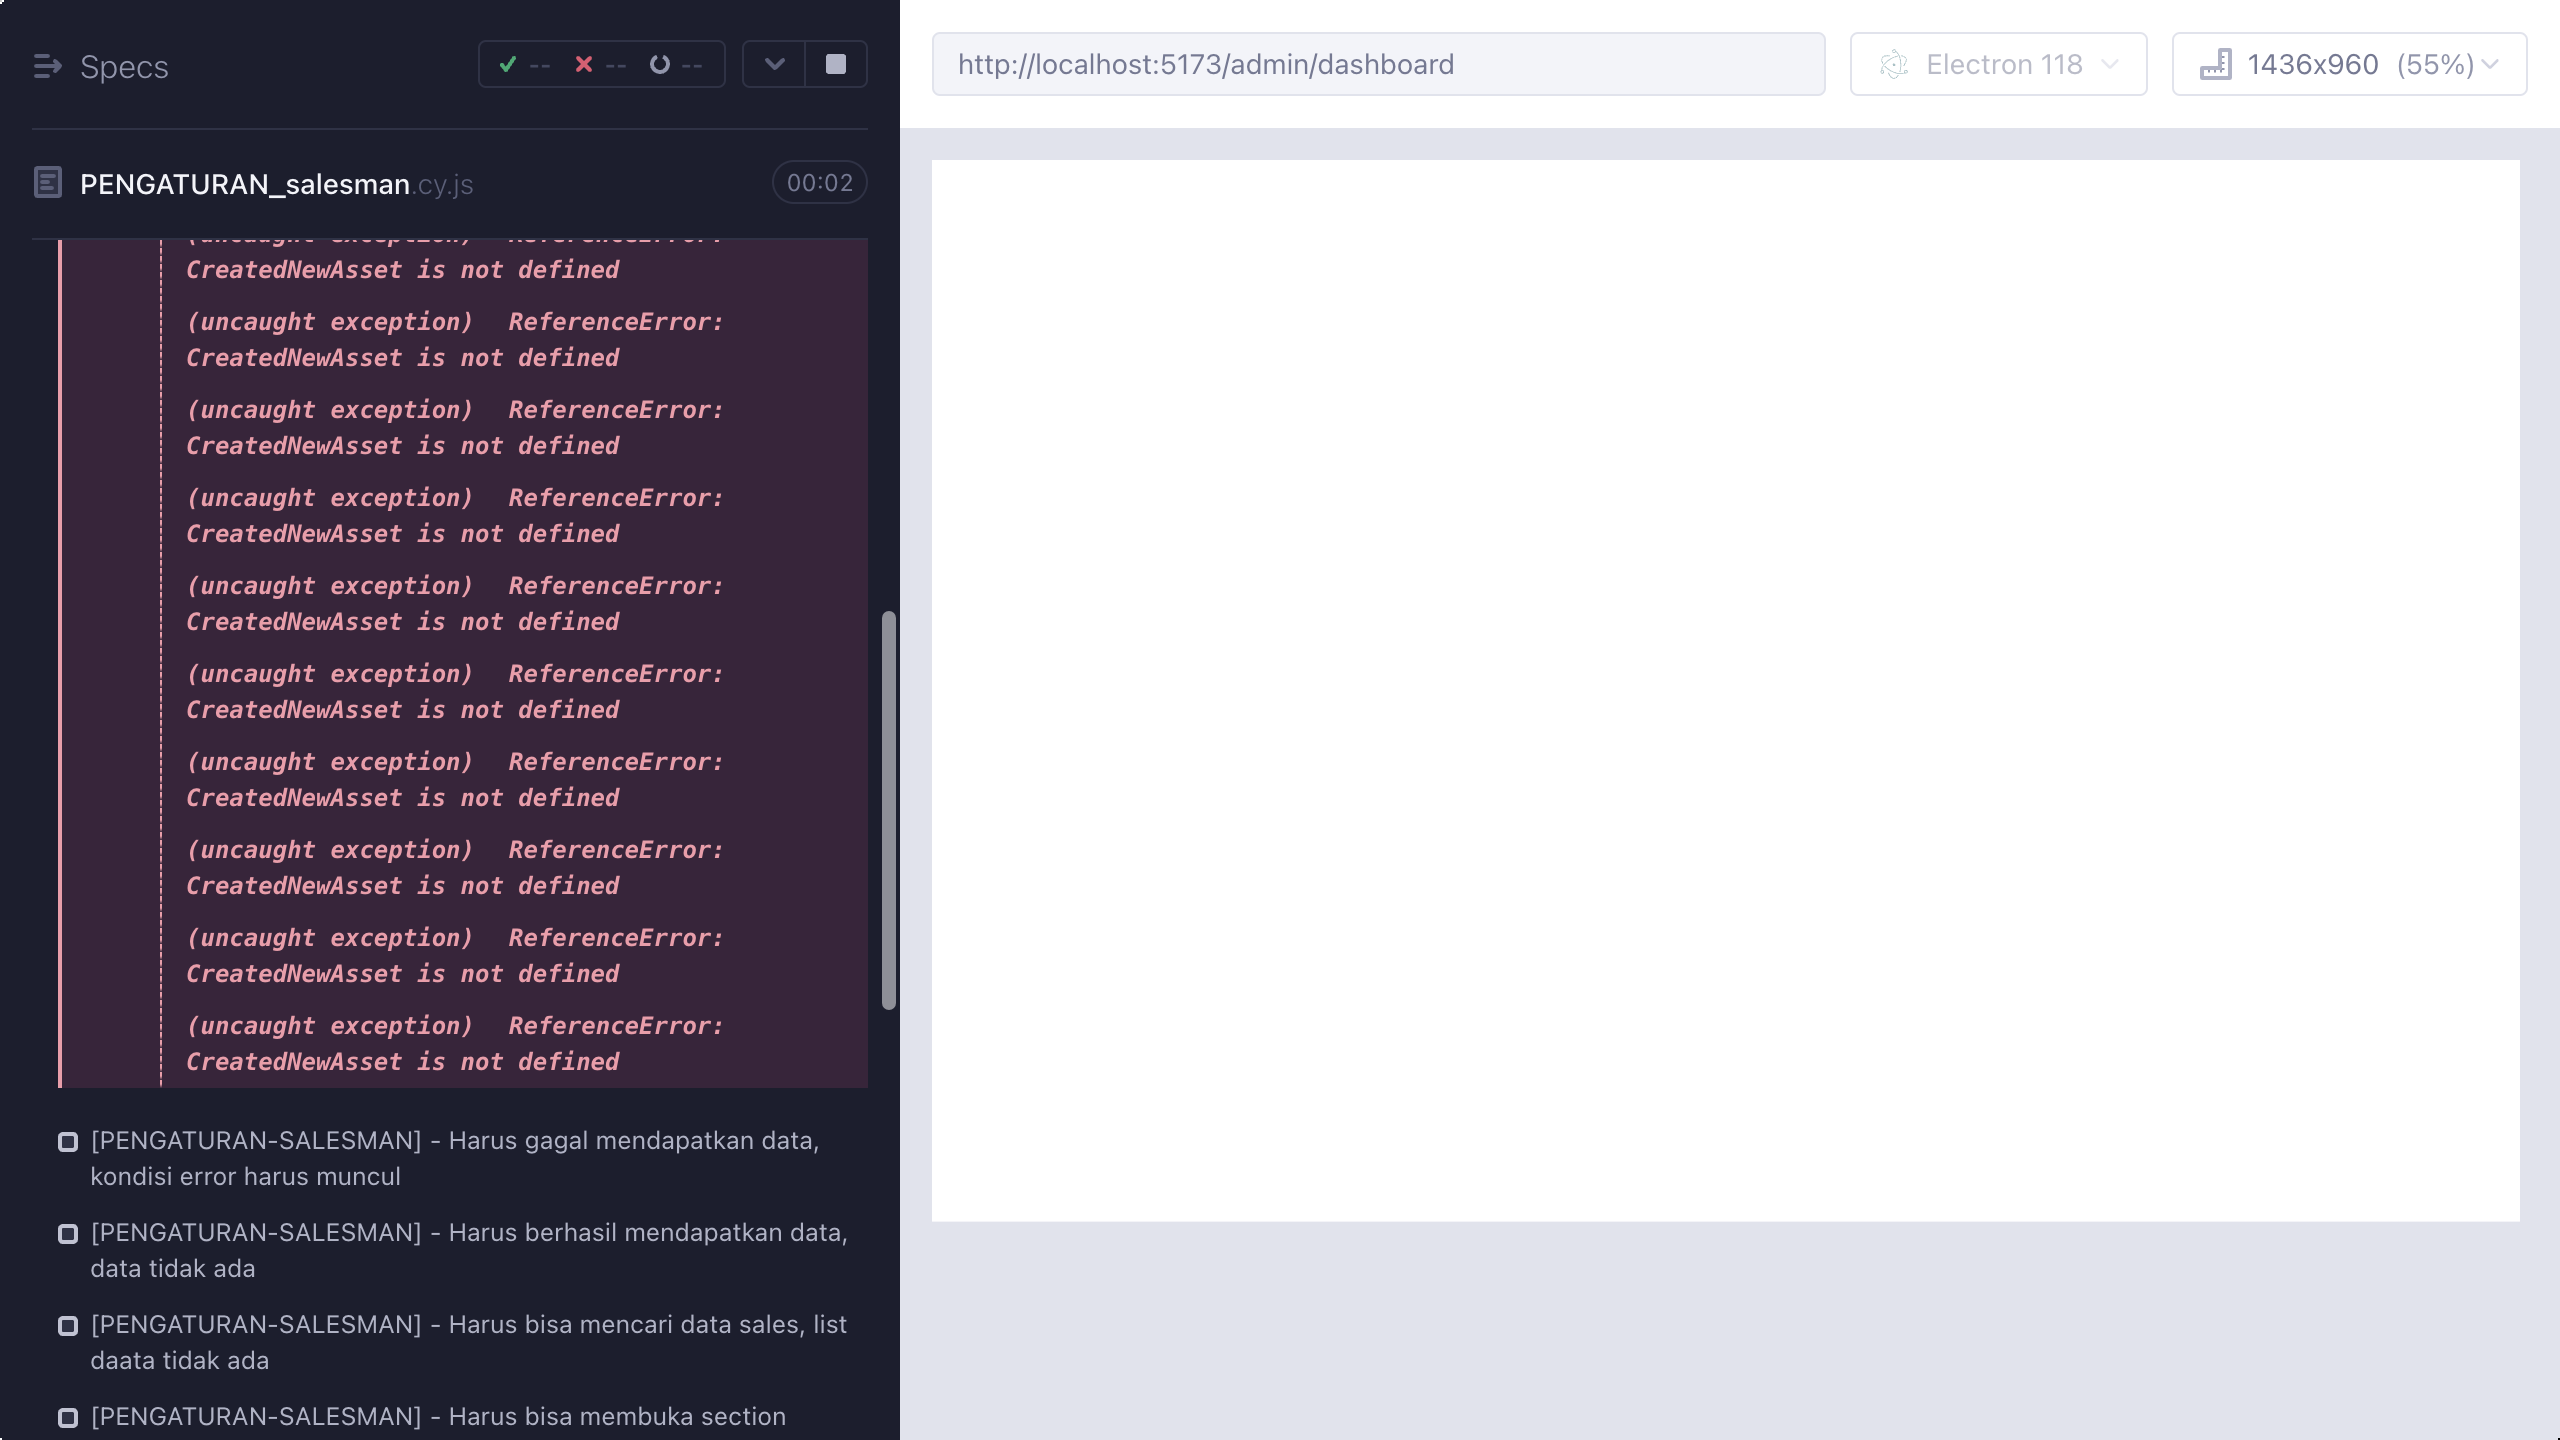 Specs
-- -- --
http://localhost:5173/admin/dashboard
Electron 118
1436x960 (55%)
PENGATURAN_salesman.cy.js
00:02
(uncaught exception) ReferenceError:
CreatedNewAsset is not defined
(uncaught exception) ReferenceError:
CreatedNewAsset is not defined
(uncaught exception) ReferenceError:
CreatedNewAsset is not defined
(uncaught exception) ReferenceError:
CreatedNewAsset is not defined
(uncaught exception) ReferenceError:
CreatedNewAsset is not defined
(uncaught exception) ReferenceError:
CreatedNewAsset is not defined
(uncaught exception) ReferenceError:
CreatedNewAsset is not defined
(uncaught exception) ReferenceError:
CreatedNewAsset is not defined
(uncaught exception) ReferenceError:
CreatedNewAsset is not defined
(uncaught exception) ReferenceError:
CreatedNewAsset is not defined
[PENGATURAN-SALESMAN] - Harus gagal mendapatkan data,
kondisi error harus muncul
[PENGATURAN-SALESMAN] - Harus berhasil mendapatkan data,
data tidak ada
[PENGATURAN-SALESMAN] - Harus bisa mencari data sales, list
daata tidak ada
[PENGATURAN-SALESMAN] - Harus bisa membuka section